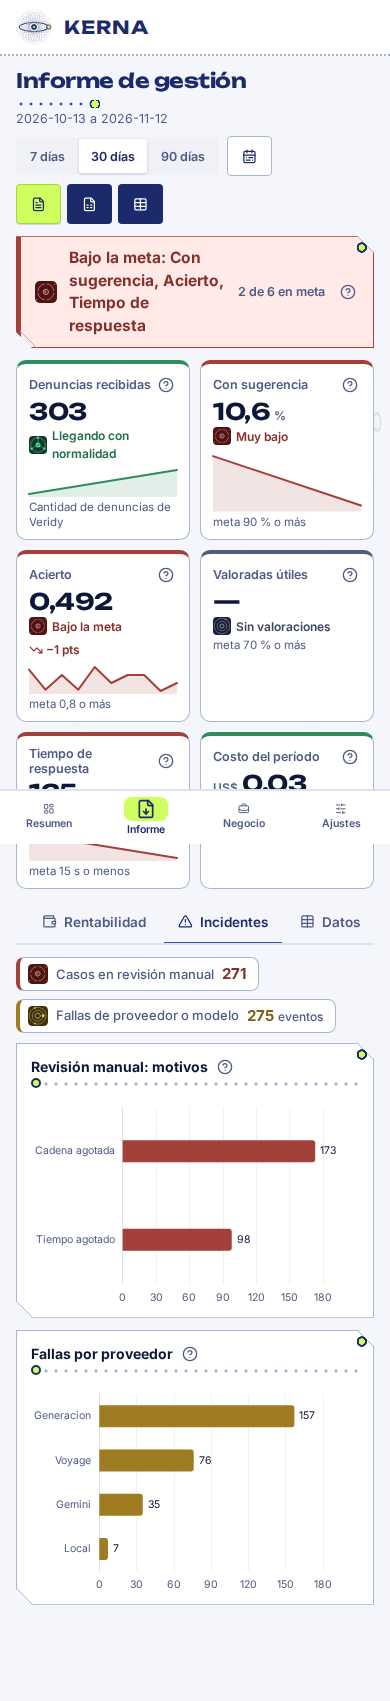 KERNA
Informe de gestión
2026-10-13 a 2026-11-12
7 días
30 días
90 días
Bajo la meta: Con
sugerencia, Acierto,
Tiempo de
respuesta
2 de 6 en meta
Denuncias recibidas
303
Llegando con
normalidad
Cantidad de denuncias de
Veridy
Con sugerencia
10,6 %
Muy bajo
meta 90 % o más
Acierto
0,492
Bajo la meta
−1 pts
meta 0,8 o más
Valoradas útiles
—
Sin valoraciones
meta 70 % o más
Tiempo de
respuesta
Costo del período
US$ 0,03
Resumen
Informe
Negocio
Ajustes
meta 15 s o menos
Rentabilidad
Incidentes
Datos
Casos en revisión manual 271
Fallas de proveedor o modelo 275 eventos
Revisión manual: motivos
Cadena agotada 173
Tiempo agotado 98
0 30 60 90 120 150 180
Fallas por proveedor
Generacion 157
Voyage 76
Gemini 35
Local 7
0 30 60 90 120 150 180